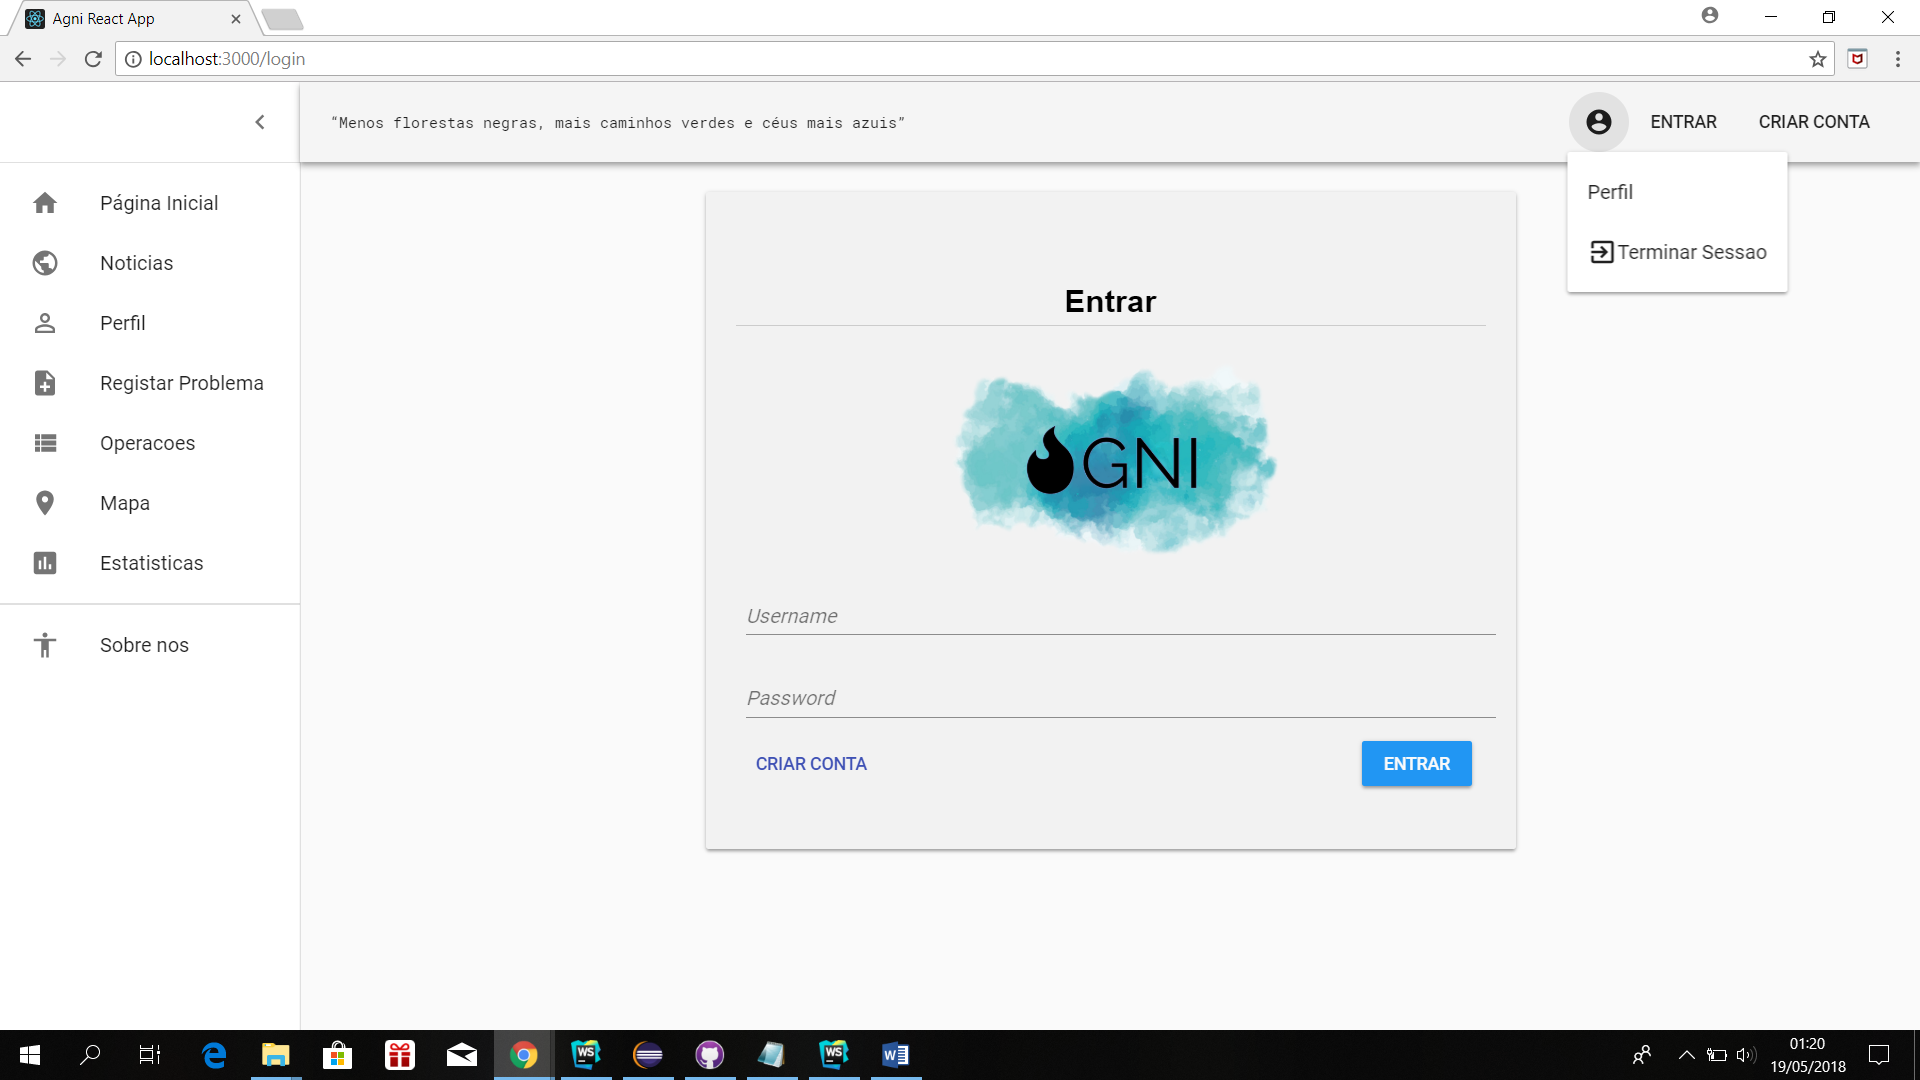 Agni React App
localhost:3000/login
“Menos florestas negras, mais caminhos verdes e céus mais azuis”
ENTRAR
CRIAR CONTA
Perfil
Terminar Sessao
Página Inicial
Noticias
Perfil
Registar Problema
Operacoes
Mapa
Estatisticas
Sobre nos
Entrar
GNI
Username
Password
CRIAR CONTA
ENTRAR
WS
WS
W
01:20
19/05/2018